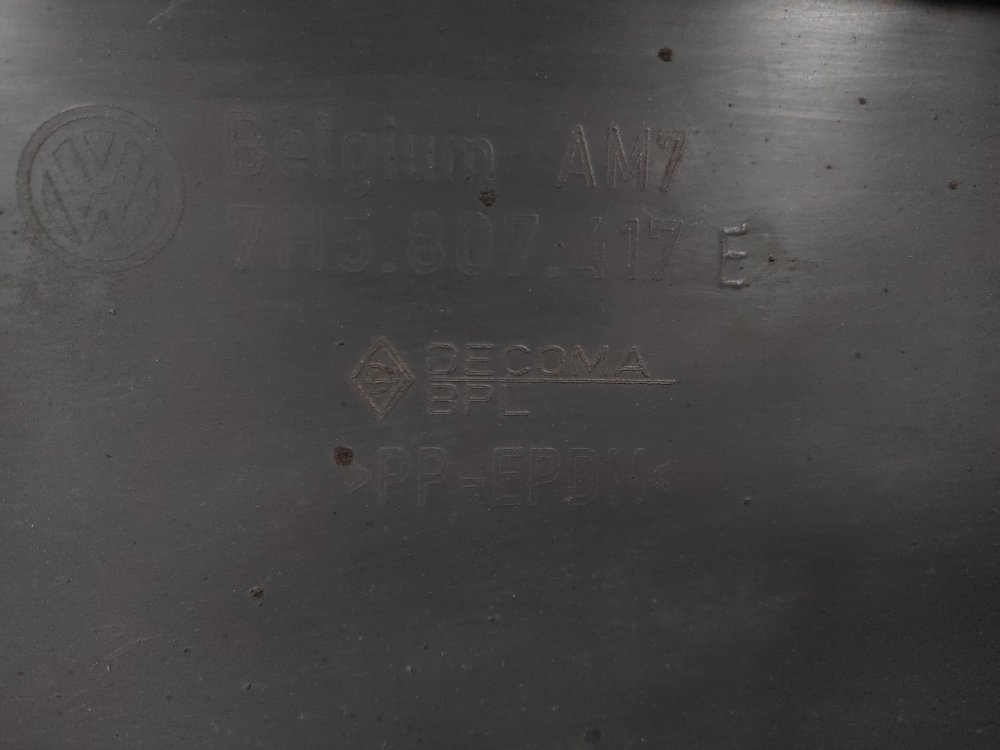 Belgium AM7
7H5.807.417 E
DECOMA
BPL
>PP-EPDM<